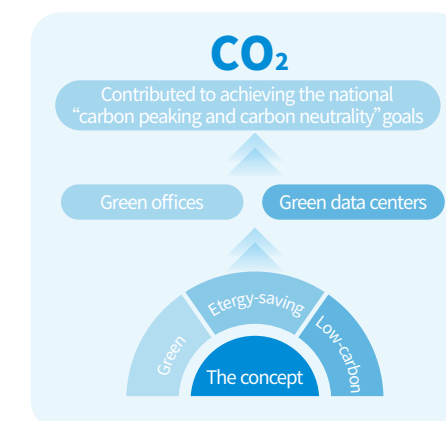 CO₂
Contributed to achieving the national
“carbon peaking and carbon neutrality” goals
Green offices
Green data centers
Green
Etergy-saving
Low-carbon
The concept